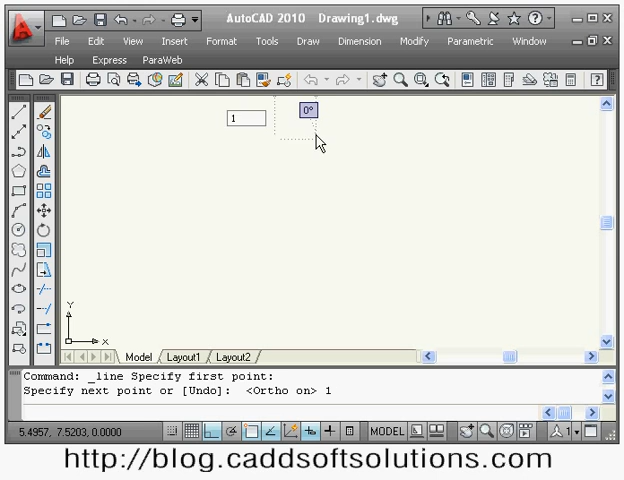 AutoCAD 2010 Drawing1.dwg
File Edit View Insert Format Tools Draw Dimension Modify Parametric Window
Help Express ParaWeb
0°
1
Y
X
Model Layout1 Layout2
Command: _line Specify first point:
Specify next point or [Undo]: <Ortho on> 1
5.4957, 7.5203, 0.0000 MODEL 1
http://blog.caddsoftsolutions.com